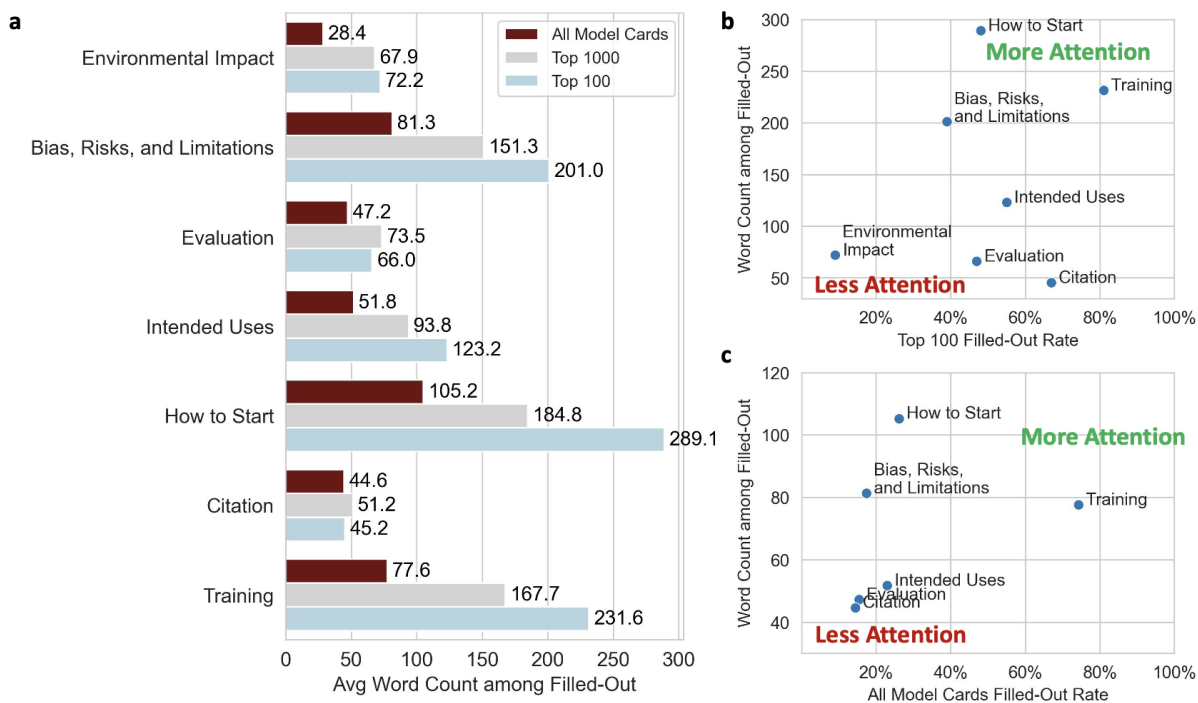 a
All Model Cards
Top 1000
Top 100
Environmental Impact
28.4
67.9
72.2
Bias, Risks, and Limitations
81.3
151.3
201.0
Evaluation
47.2
73.5
66.0
Intended Uses
51.8
93.8
123.2
How to Start
105.2
184.8
289.1
Citation
44.6
51.2
45.2
Training
77.6
167.7
231.6
0 50 100 150 200 250 300
Avg Word Count among Filled-Out
b
Word Count among Filled-Out
300
250
200
150
100
50
How to Start
More Attention
Training
Bias, Risks,
and Limitations
Intended Uses
Environmental
Impact
Evaluation
Citation
Less Attention
20% 40% 60% 80% 100%
Top 100 Filled-Out Rate
c
Word Count among Filled-Out
120
100
80
60
40
How to Start
More Attention
Bias, Risks,
and Limitations
Training
Intended Uses
Evaluation
Citation
Less Attention
20% 40% 60% 80% 100%
All Model Cards Filled-Out Rate